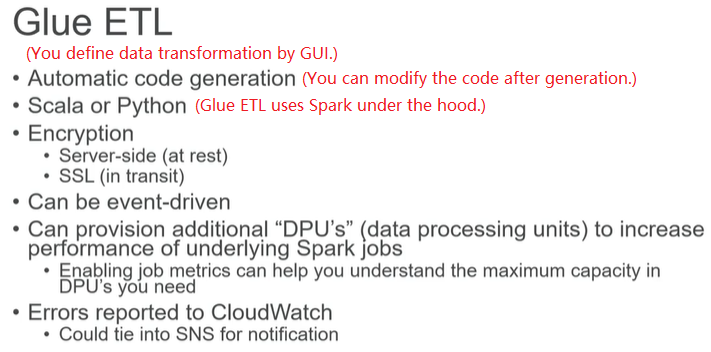 Glue ETL
(You define data transformation by GUI.)
• Automatic code generation (You can modify the code after generation.)
• Scala or Python (Glue ETL uses Spark under the hood.)
• Encryption
• Server-side (at rest)
• SSL (in transit)
• Can be event-driven
• Can provision additional “DPU’s” (data processing units) to increase
performance of underlying Spark jobs
• Enabling job metrics can help you understand the maximum capacity in
DPU’s you need
• Errors reported to CloudWatch
• Could tie into SNS for notification